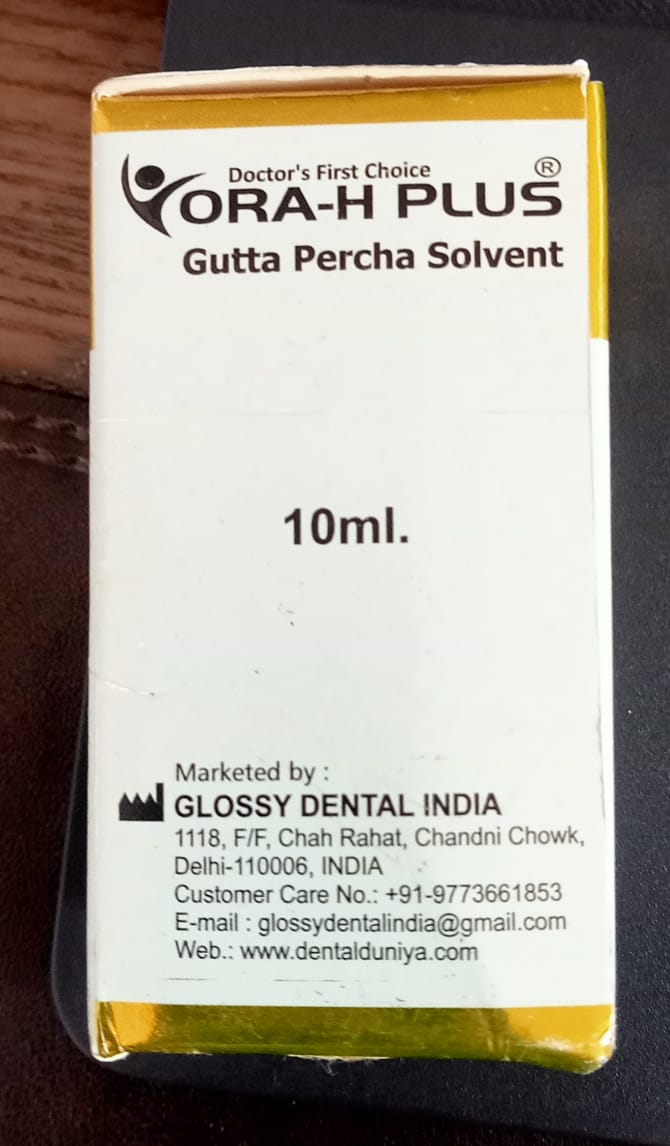 Doctor's First Choice
ORA-H PLUS ®
Gutta Percha Solvent
10ml.
Marketed by :
GLOSSY DENTAL INDIA
1118, F/F, Chah Rahat, Chandni Chowk,
Delhi-110006, INDIA
Customer Care No.: +91-9773661853
E-mail : glossydentalindia@gmail.com
Web.: www.dentalduniya.com